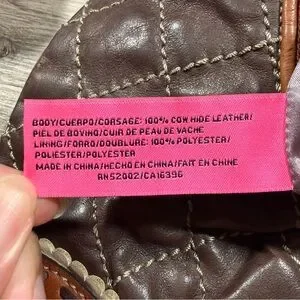 BODY/CUERPO/CORSAGE: 100% COW HIDE LEATHER/
PIEL DE BOVINO/CUIR DE PEAU DE VACHE
LINING/FORRO/DOUBLURE: 100% POLYESTER/
POLIESTER/POLYESTER
MADE IN CHINA/HECHO EN CHINA/FAIT EN CHINE
RN52002/CA16396